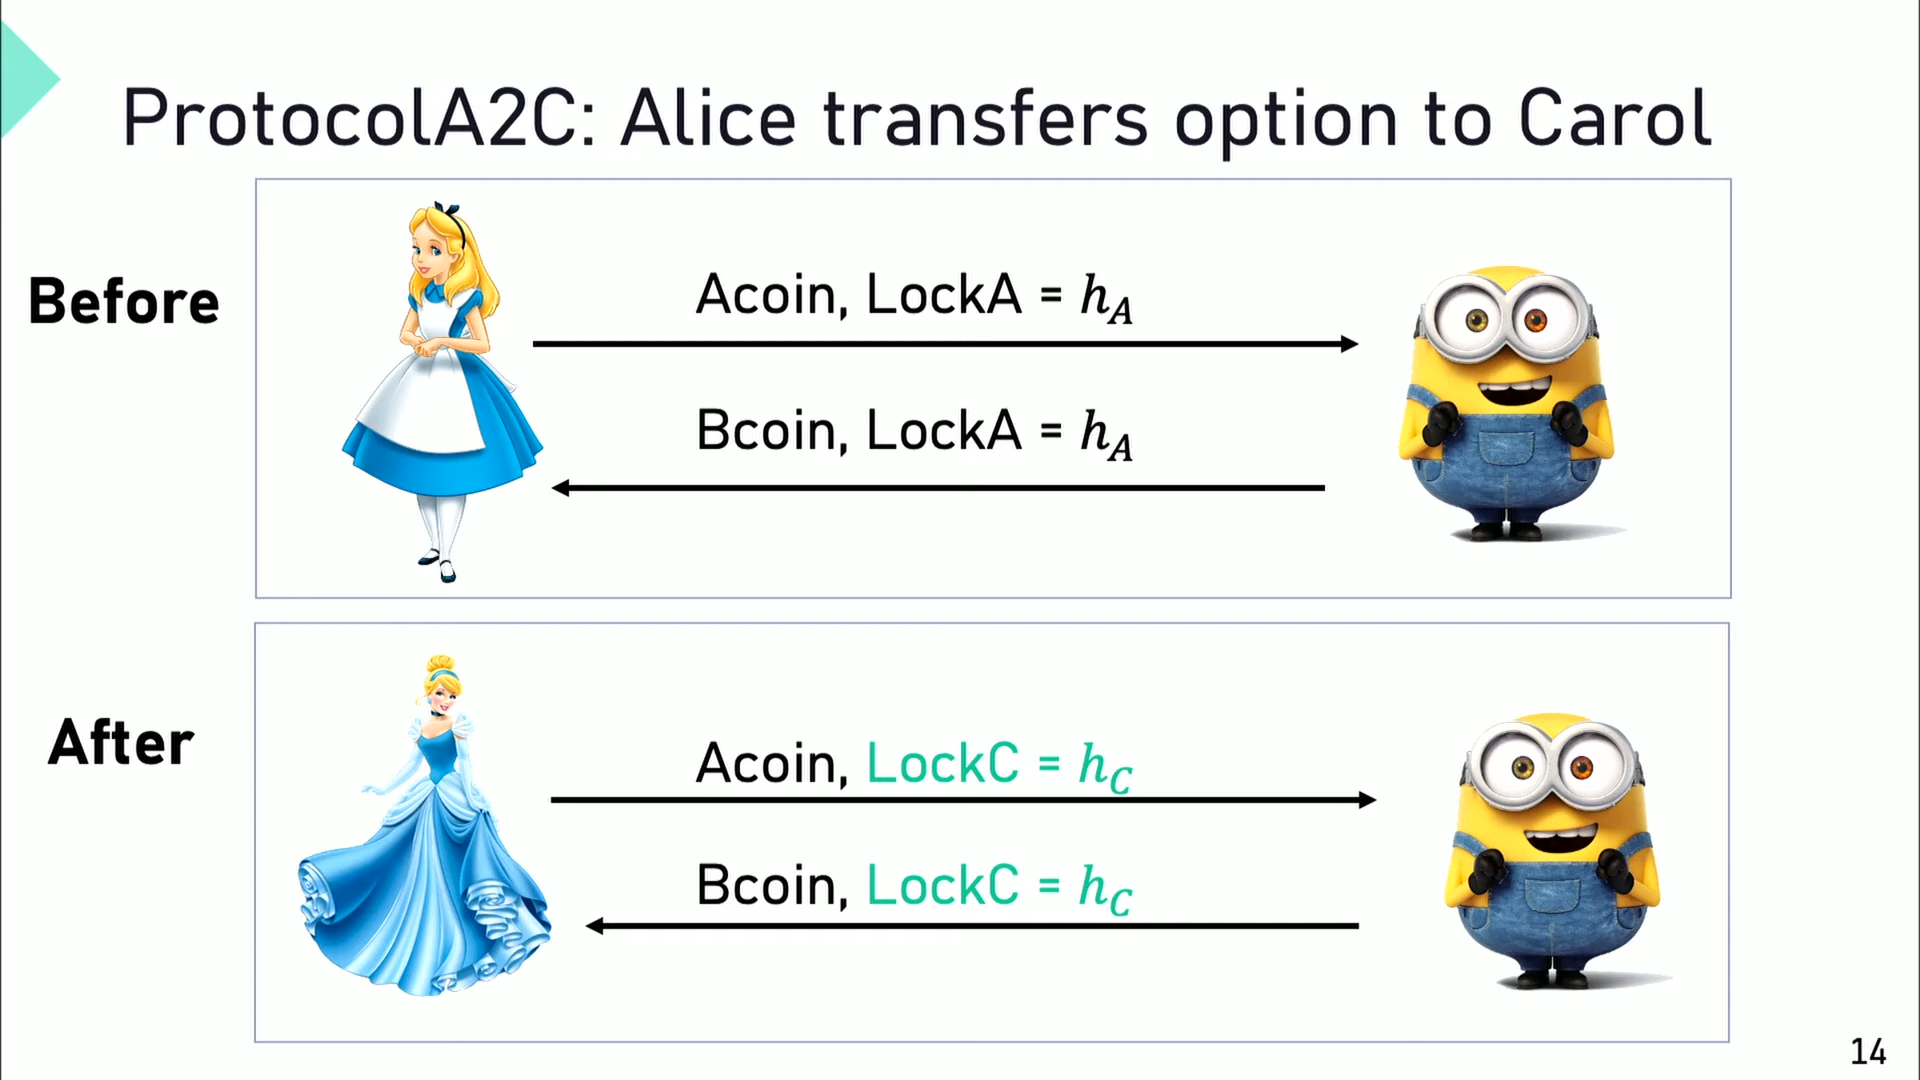 ProtocolA2C: Alice transfers option to Carol
Before
Acoin, LockA = h_A
Bcoin, LockA = h_A
After
Acoin, LockC = h_C
Bcoin, LockC = h_C
14